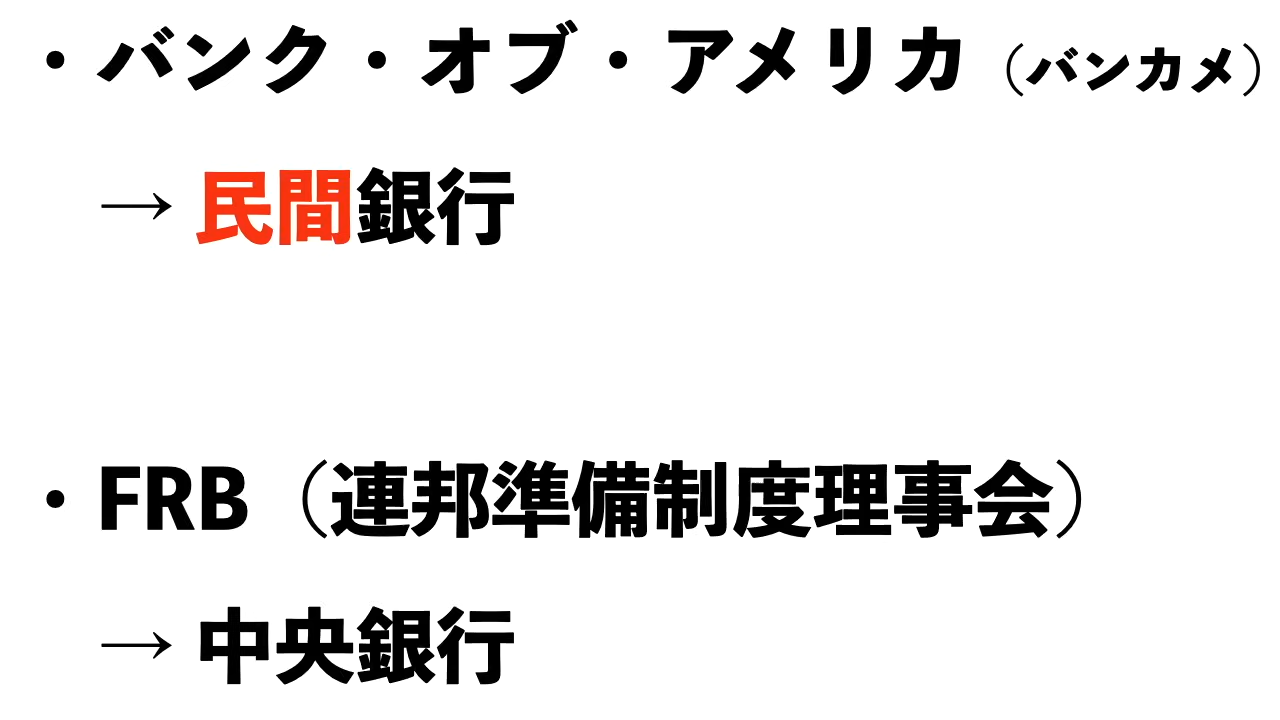 ・バンク・オブ・アメリカ（バンカメ）
→ 民間銀行
・FRB（連邦準備制度理事会）
→ 中央銀行